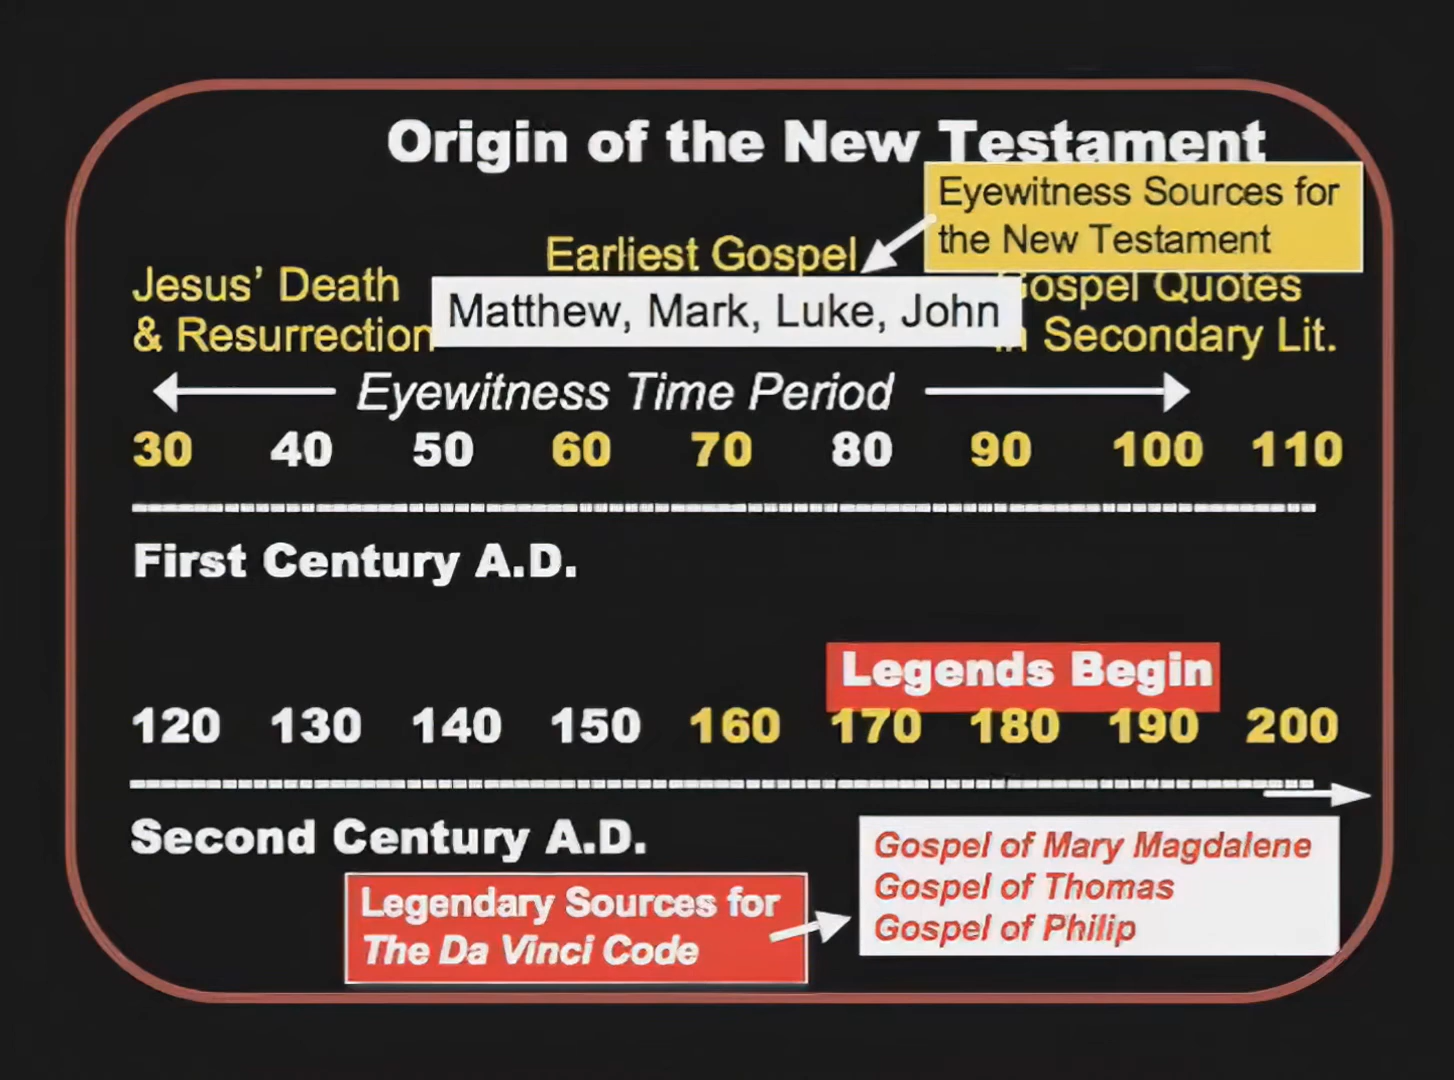 Origin of the New Testament
Eyewitness Sources for
the New Testament
Earliest Gospel
Jesus' Death
& Resurrection
Matthew, Mark, Luke, John
Gospel Quotes
in Secondary Lit.
Eyewitness Time Period
30 40 50 60 70 80 90 100 110
First Century A.D.
Legends Begin
120 130 140 150 160 170 180 190 200
Second Century A.D.
Legendary Sources for
The Da Vinci Code
Gospel of Mary Magdalene
Gospel of Thomas
Gospel of Philip